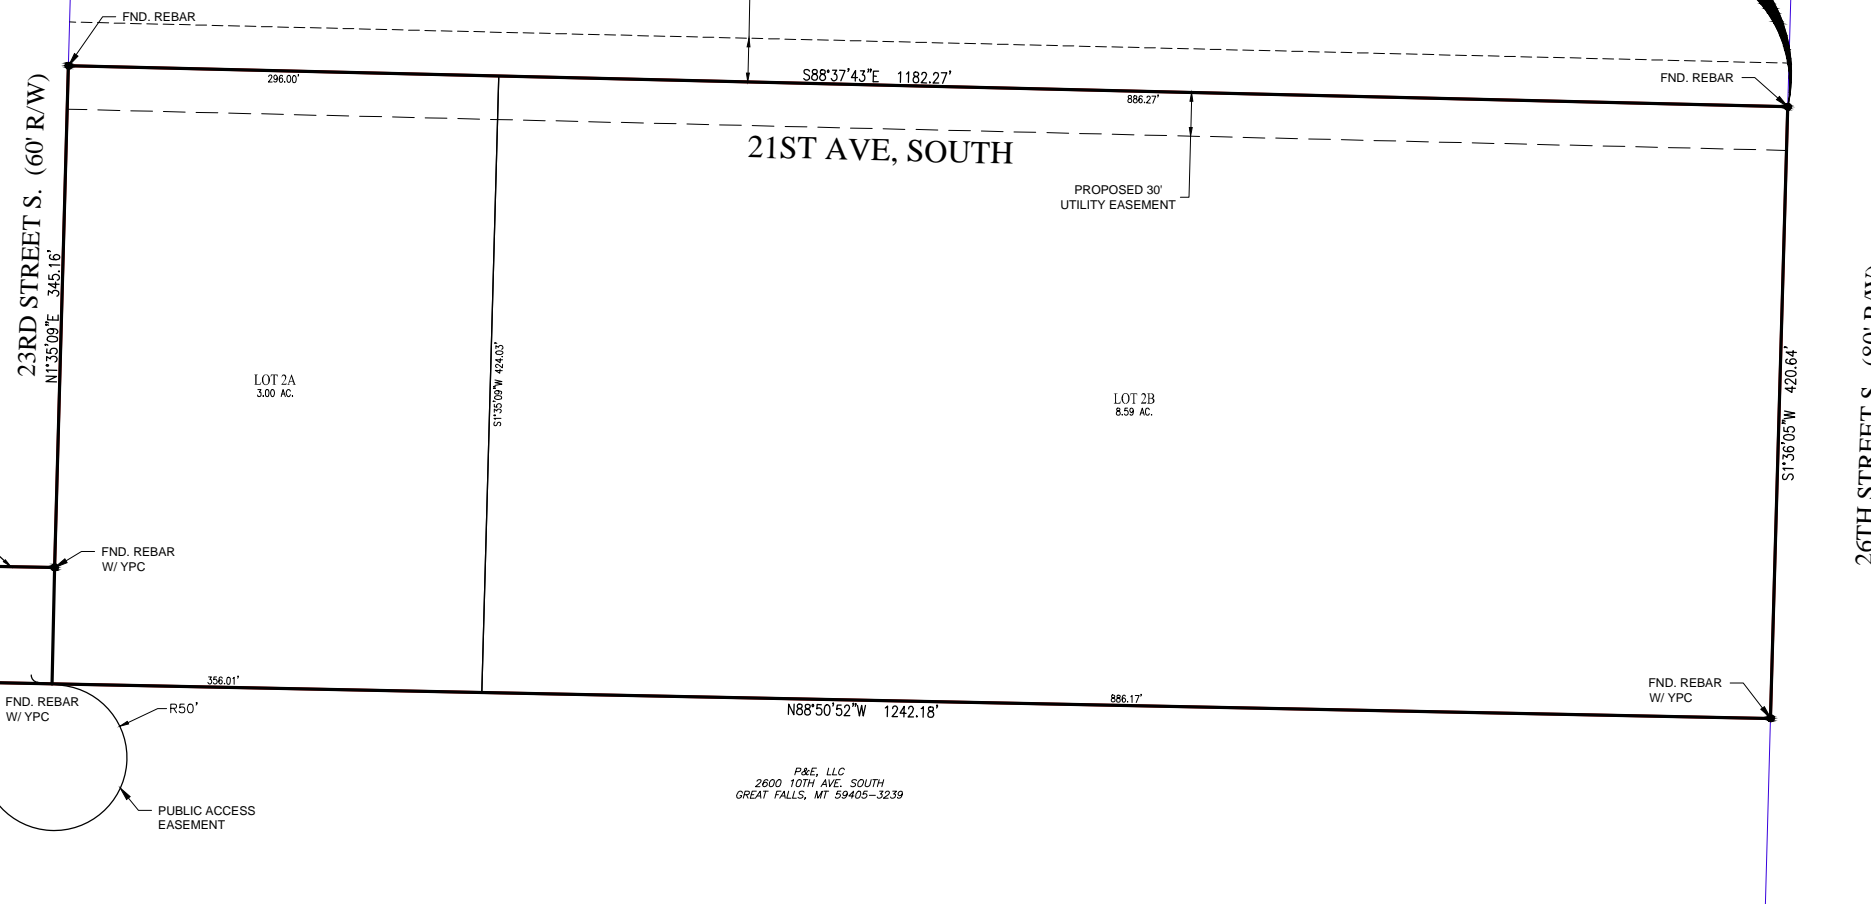 FND. REBAR
S88°37'43"E 1182.27'
296.00'
886.27'
FND. REBAR
23RD STREET S. (60' R/W)
N1°35'09"E 345.16'
21ST AVE, SOUTH
PROPOSED 30'
UTILITY EASEMENT
S1°35'09"W 424.03'
LOT 2A
3.00 AC.
LOT 2B
8.59 AC.
S1°36'05"W 420.64'
26TH STREET S. (80' R/W)
FND. REBAR
W/ YPC
356.01'
886.17'
N88°50'52"W 1242.18'
FND. REBAR
W/ YPC
FND. REBAR
W/ YPC
R50'
P&E, LLC
2600 10TH AVE. SOUTH
GREAT FALLS, MT 59405-3239
PUBLIC ACCESS
EASEMENT